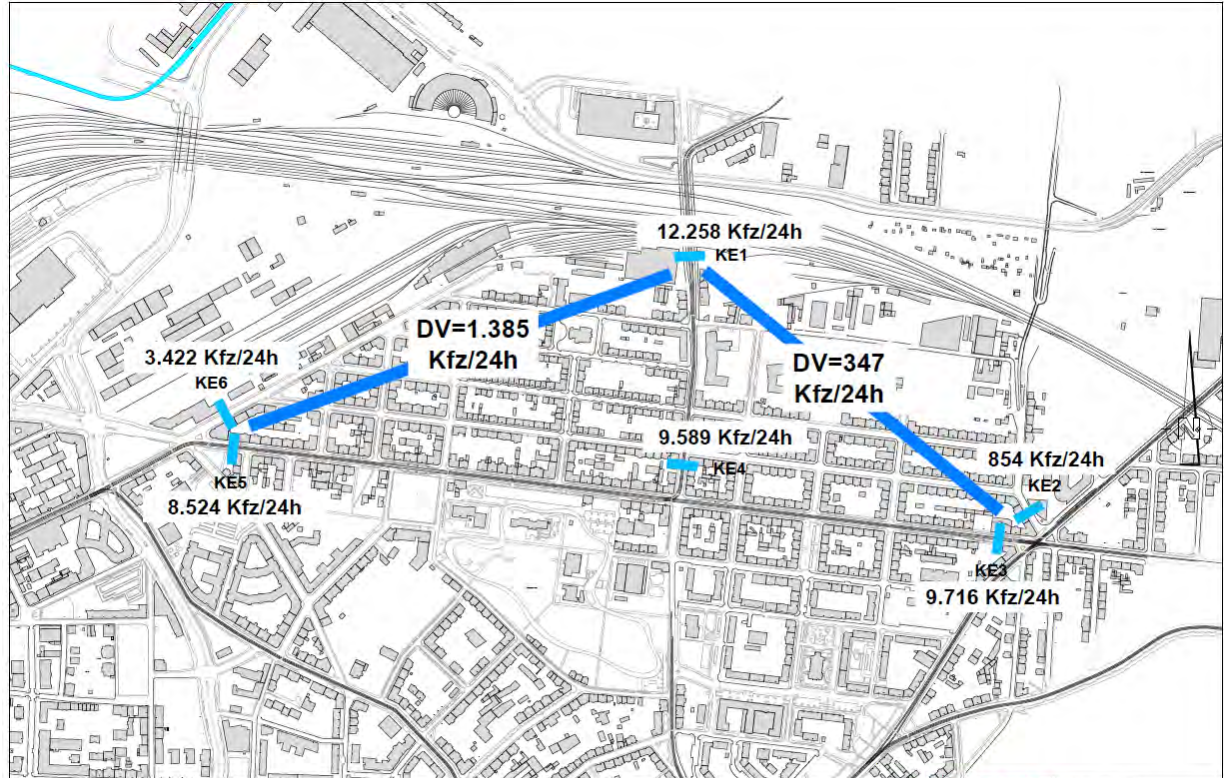 12.258 Kfz/24h
KE1
DV=1.385
Kfz/24h
3.422 Kfz/24h
KE6
DV=347
Kfz/24h
9.589 Kfz/24h
KE4
854 Kfz/24h
KE2
KE5
8.524 Kfz/24h
KE3
9.716 Kfz/24h
N